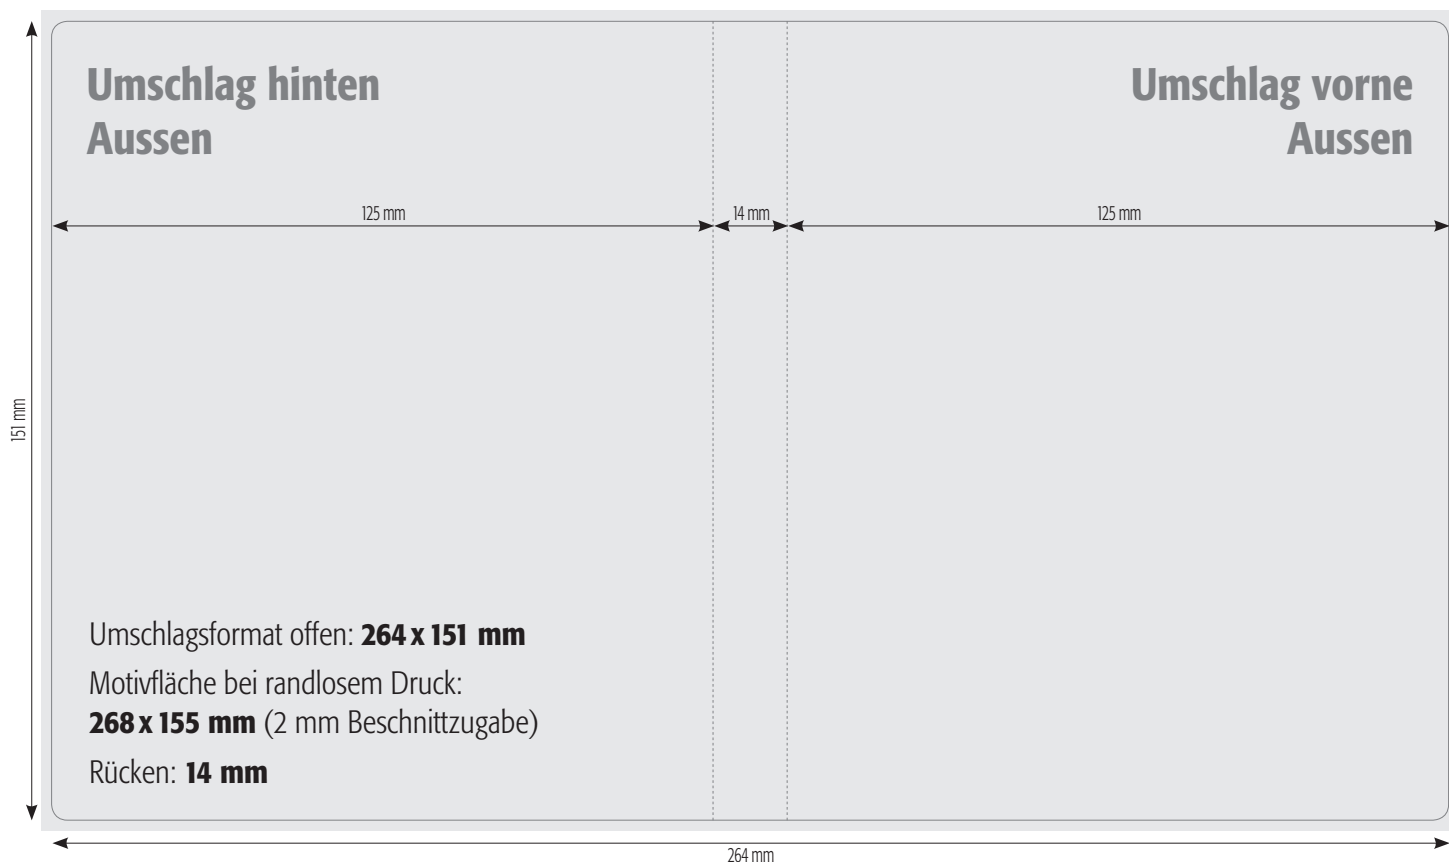 Umschlag hinten
Aussen
Umschlag vorne
Aussen
125 mm
14 mm
125 mm
151 mm
Umschlagsformat offen: 264 x 151 mm
Motivfläche bei randlosem Druck:
268 x 155 mm (2 mm Beschnittzugabe)
Rücken: 14 mm
264 mm